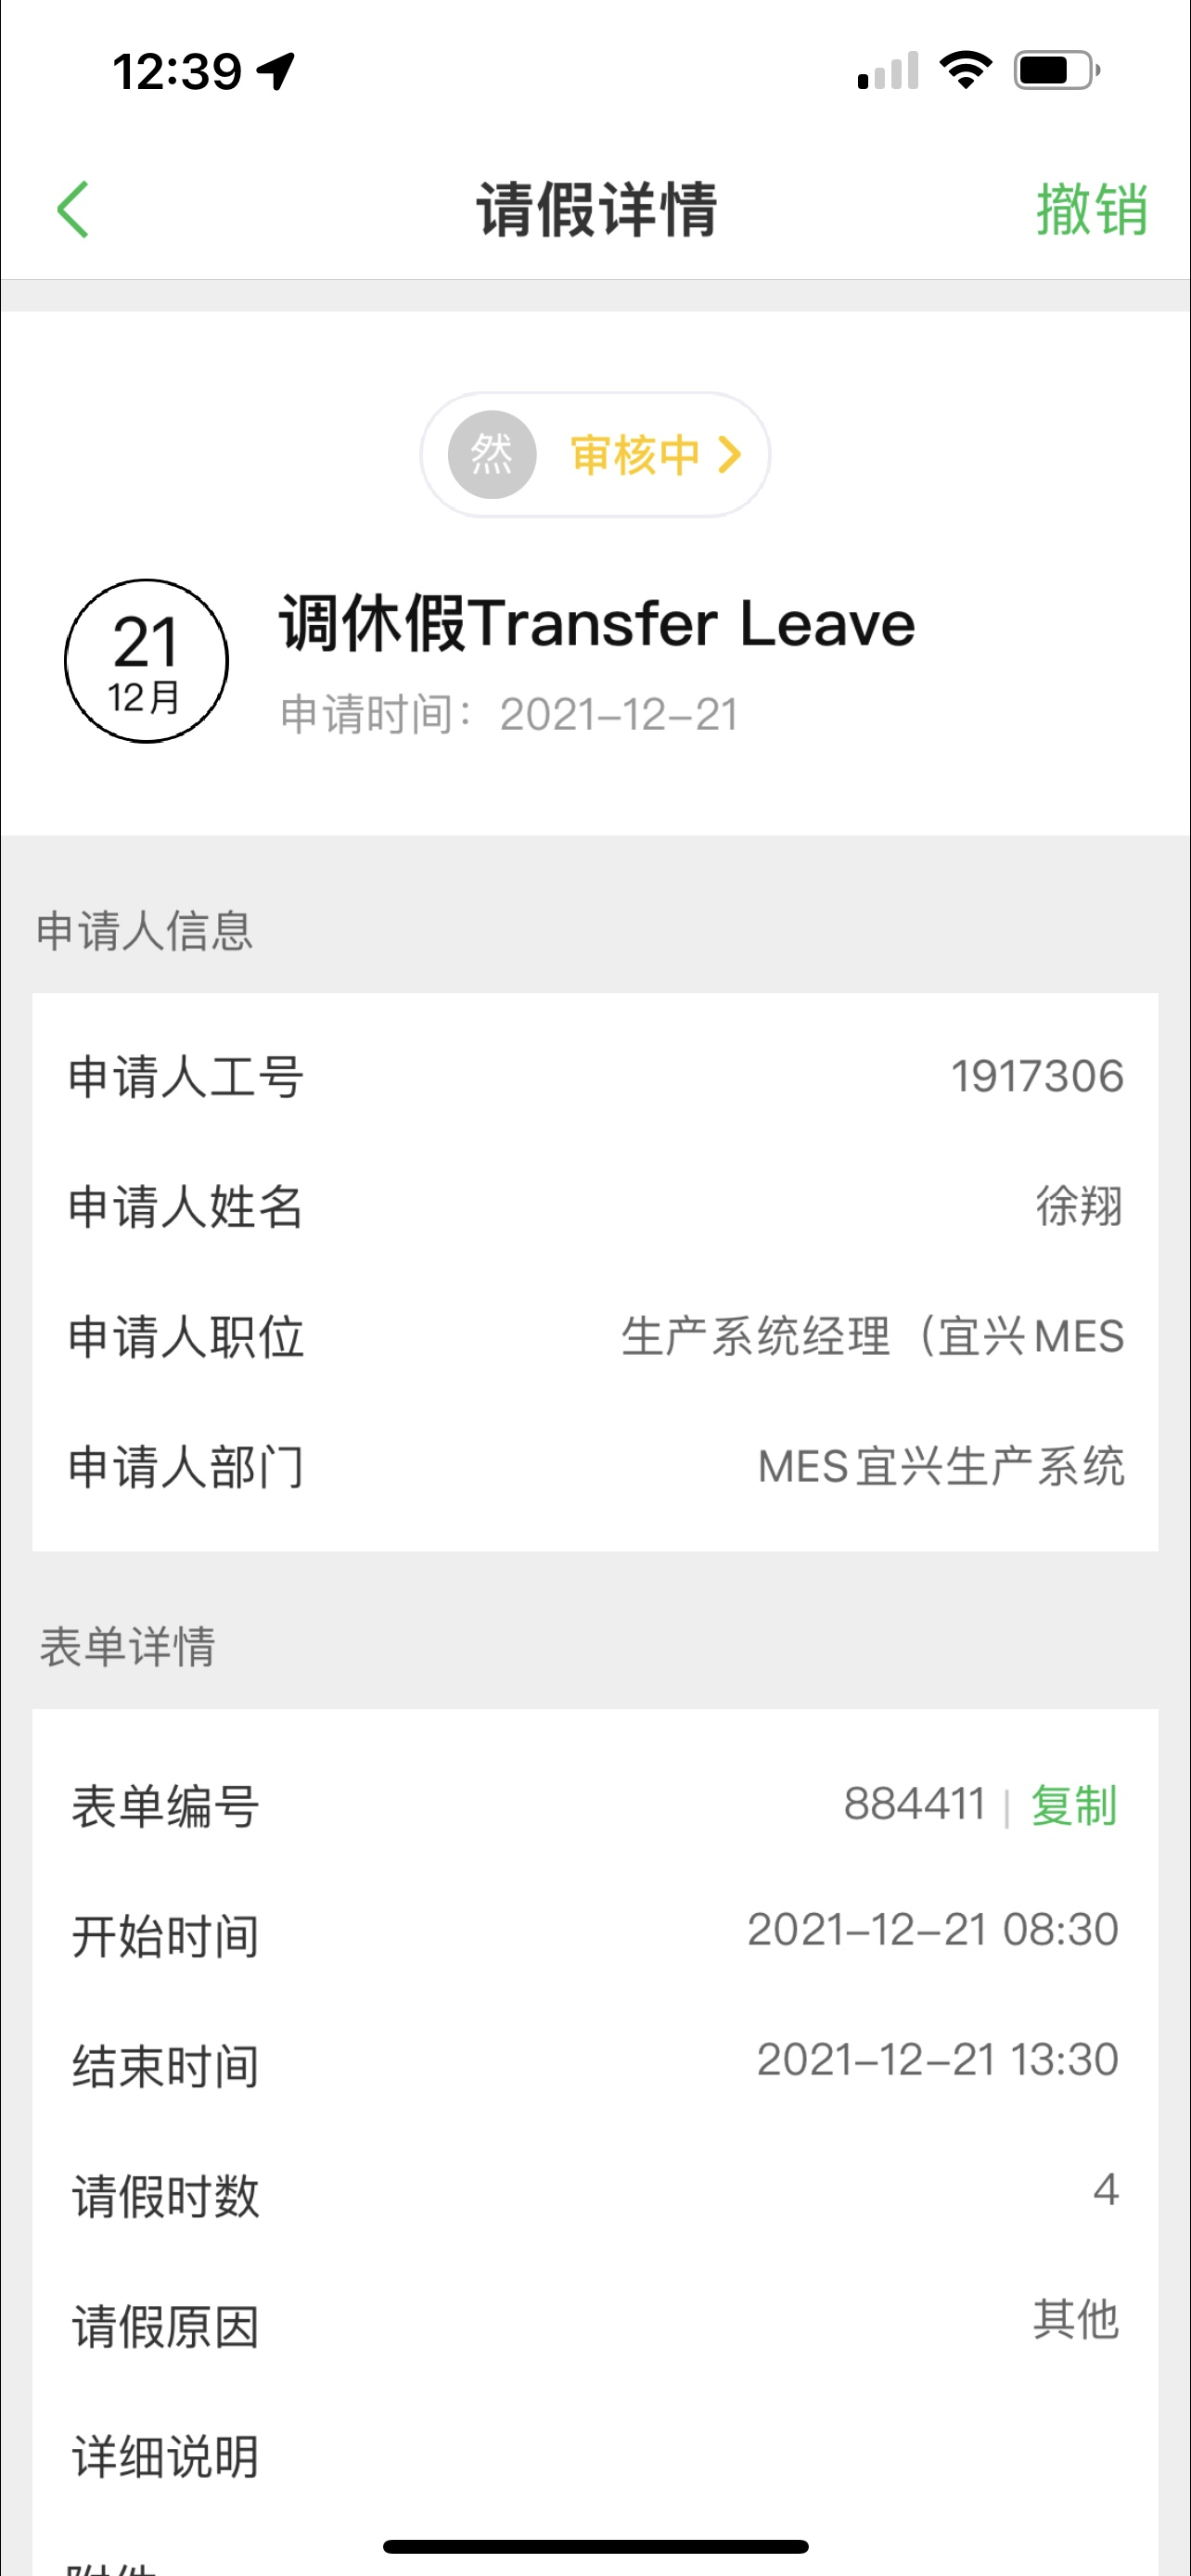 12:39
请假详情
撤销
然
审核中
21
12月
调休假Transfer Leave
申请时间：2021-12-21
申请人信息
申请人工号 1917306
申请人姓名 徐翔
申请人职位 生产系统经理（宜兴MES
申请人部门 MES宜兴生产系统
表单详情
表单编号 884411 | 复制
开始时间 2021-12-21 08:30
结束时间 2021-12-21 13:30
请假时数 4
请假原因 其他
详细说明
附件